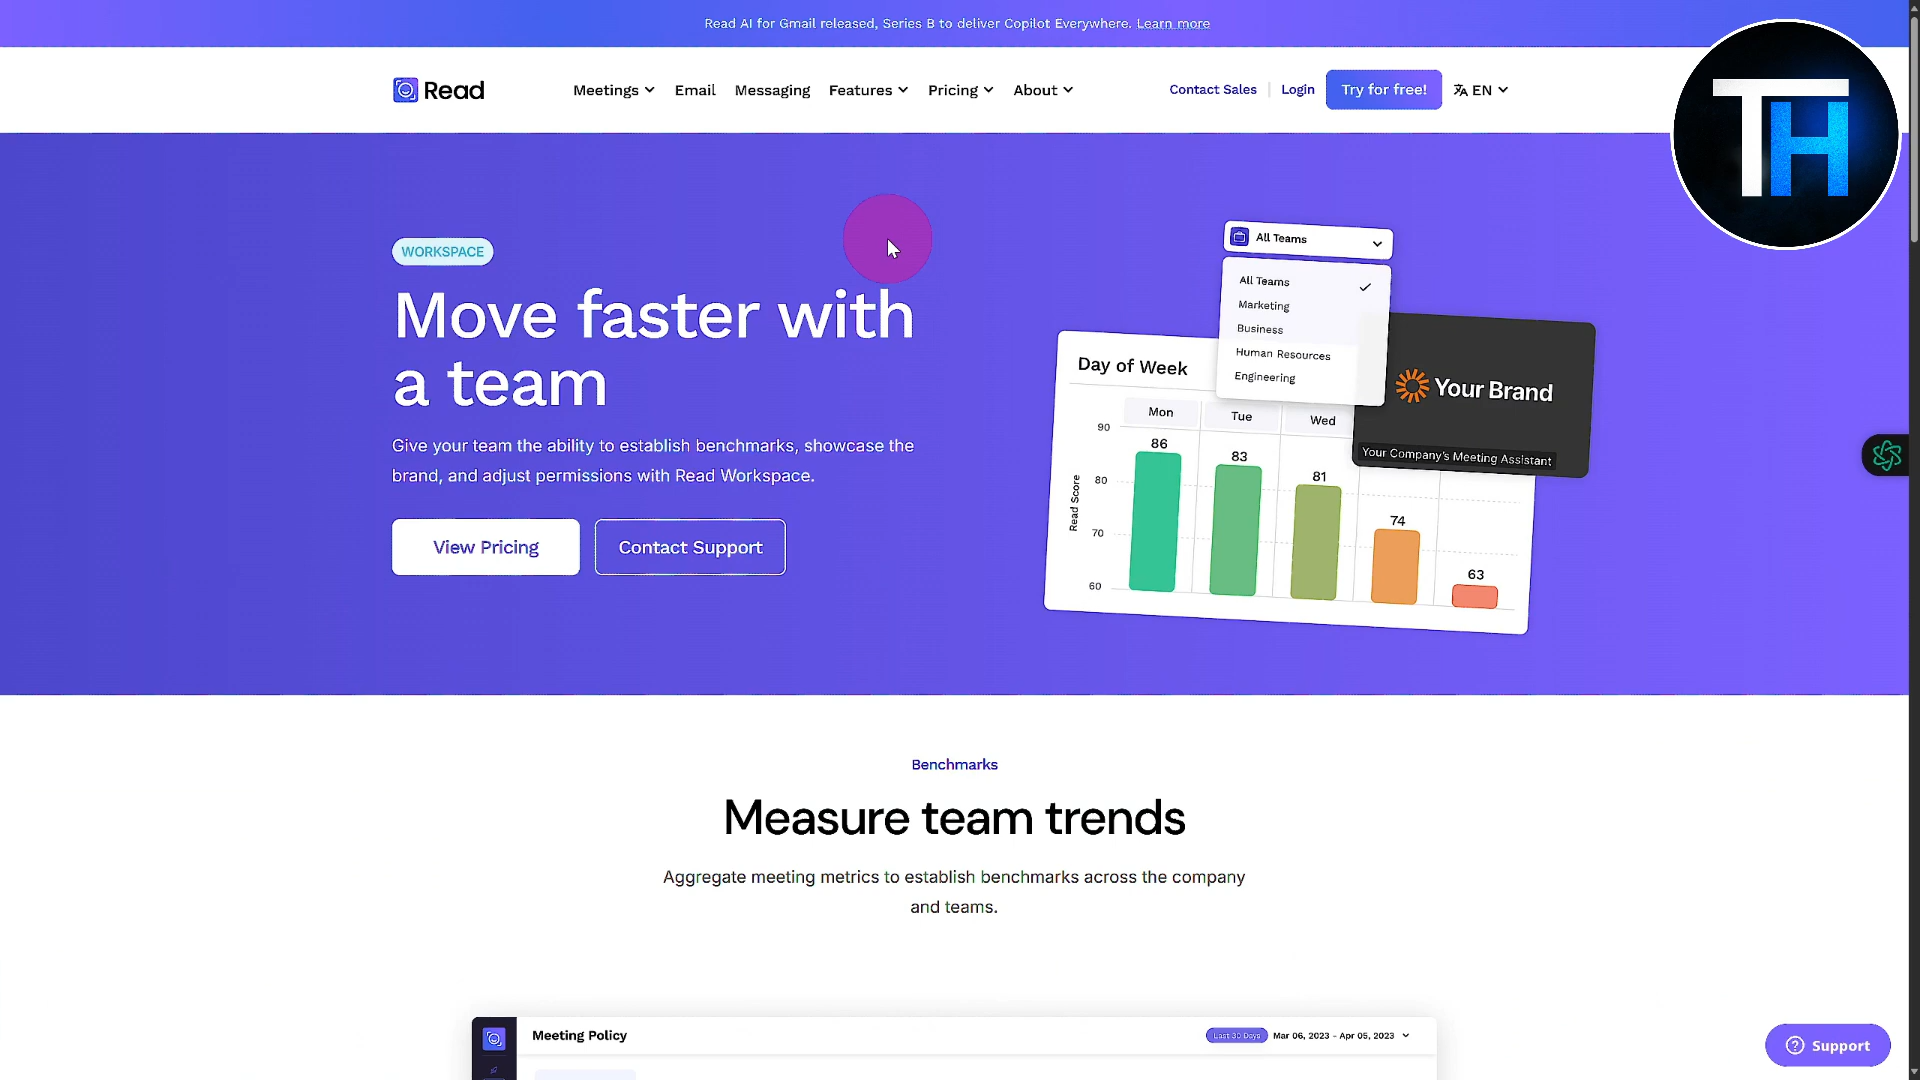 Read AI for Gmail released, Series B to deliver Copilot Everywhere. Learn more
Read
Meetings
Email
Messaging
Features
Pricing
About
Contact Sales
Login
Try for free!
EN
TH
WORKSPACE
Move faster with
a team
Give your team the ability to establish benchmarks, showcase the
brand, and adjust permissions with Read Workspace.
View Pricing
Contact Support
All Teams
All Teams
Marketing
Business
Human Resources
Engineering
Your Brand
Your Company's Meeting Assistant
Day of Week
Mon
Tue
Wed
Read Score
90
80
70
60
86
83
81
74
63
Benchmarks
Measure team trends
Aggregate meeting metrics to establish benchmarks across the company
and teams.
Meeting Policy
Last 30 Days
Mar 06, 2023 - Apr 05, 2023
Support